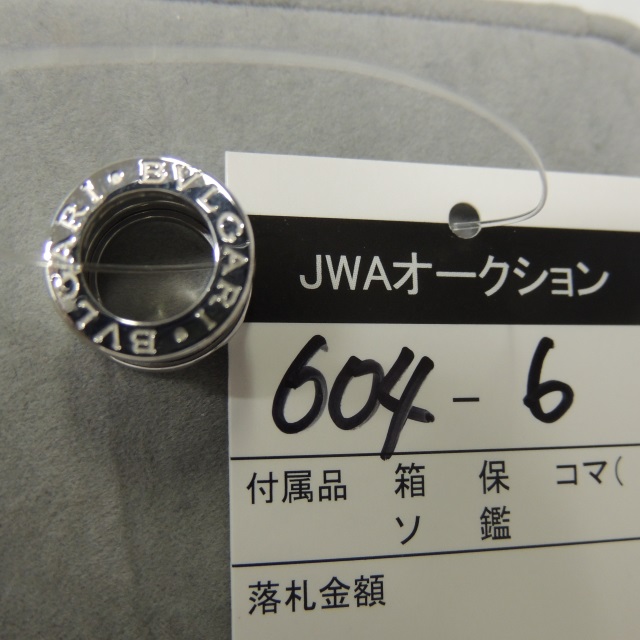 BVLGARI • BVLGARI •
JWAオークション
604 - 6
付属品 箱 保 コマ(
ソ 鑑
落札金額